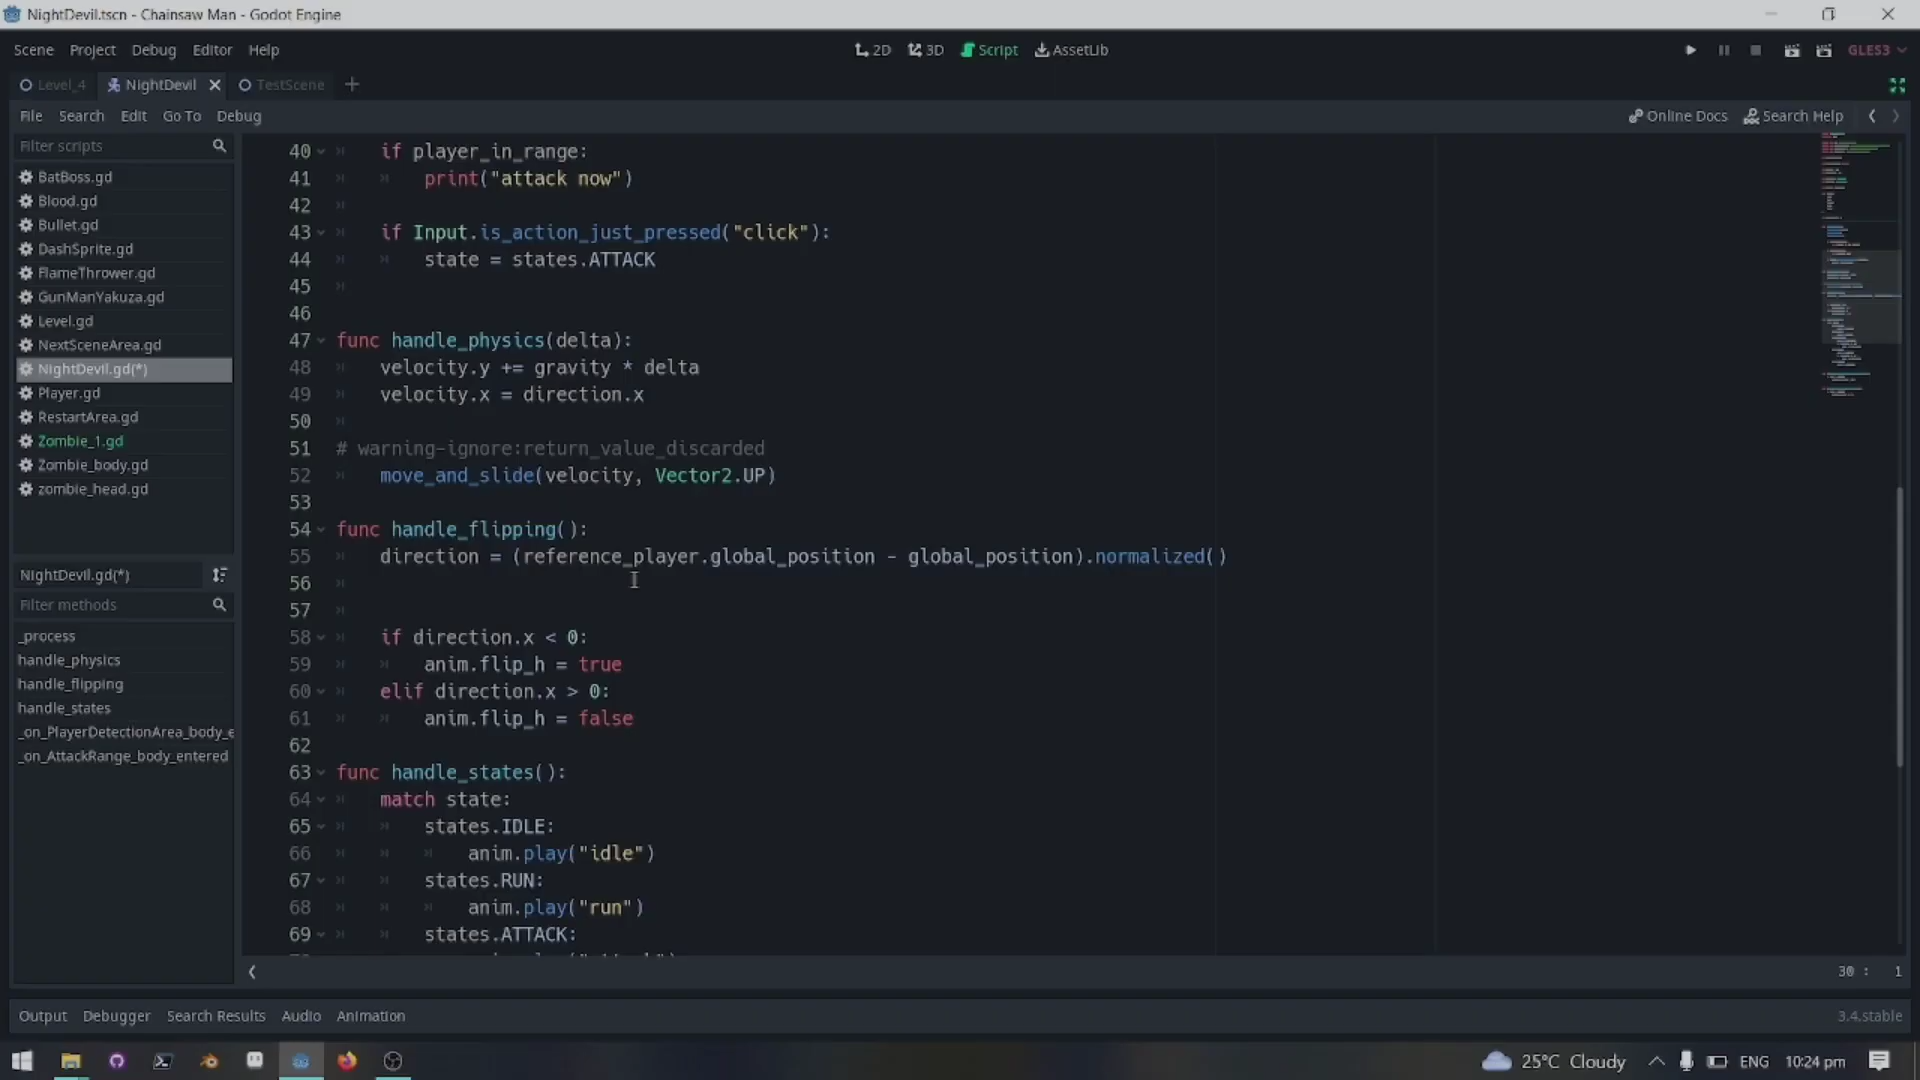 NightDevil.tscn - Chainsaw Man - Godot Engine
Scene Project Debug Editor Help
2D 3D Script AssetLib
GLES3
Level_4 NightDevil TestScene
File Search Edit Go To Debug
Online Docs Search Help
Filter scripts
BatBoss.gd
Blood.gd
Bullet.gd
DashSprite.gd
FlameThrower.gd
GunManYakuza.gd
Level.gd
NextSceneArea.gd
NightDevil.gd(*)
Player.gd
RestartArea.gd
Zombie_1.gd
Zombie_body.gd
zombie_head.gd
NightDevil.gd(*)
Filter methods
_process
handle_physics
handle_flipping
handle_states
_on_PlayerDetectionArea_body_e
_on_AttackRange_body_entered
40 if player_in_range:
41 print("attack now")
42
43 if Input.is_action_just_pressed("click"):
44 state = states.ATTACK
45
46
47 func handle_physics(delta):
48 velocity.y += gravity * delta
49 velocity.x = direction.x
50
51 # warning-ignore:return_value_discarded
52 move_and_slide(velocity, Vector2.UP)
53
54 func handle_flipping():
55 direction = (reference_player.global_position - global_position).normalized()
56
57
58 if direction.x < 0:
59 anim.flip_h = true
60 elif direction.x > 0:
61 anim.flip_h = false
62
63 func handle_states():
64 match state:
65 states.IDLE:
66 anim.play("idle")
67 states.RUN:
68 anim.play("run")
69 states.ATTACK:
30 : 1
Output Debugger Search Results Audio Animation
3.4.stable
25°C Cloudy
ENG
10:24 pm